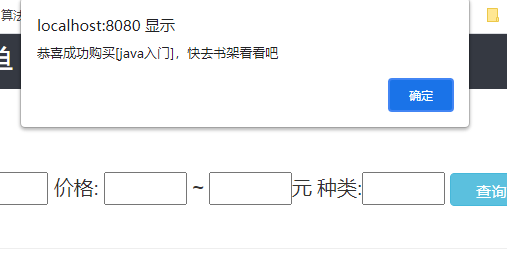 算法
localhost:8080 显示
恭喜成功购买[java入门]，快去书架看看吧
确定
单
价格: ~ 元 种类: 查询